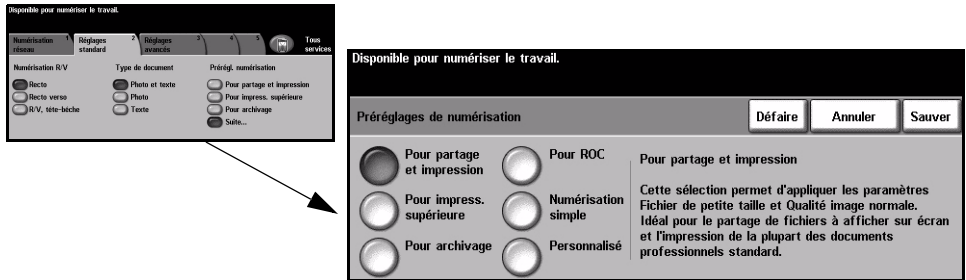 Disponible pour numériser le travail.
Numérisation réseau 1
Réglages standard 2
Réglages avancés 3
4
5
Tous services
Numérisation R/V
Recto
Recto verso
R/V, tête-bêche
Type de document
Photo et texte
Photo
Texte
Prérégl. numérisation
Pour partage et impression
Pour impress. supérieure
Pour archivage
Suite...
Disponible pour numériser le travail.
Préréglages de numérisation
Défaire
Annuler
Sauver
Pour partage
et impression
Pour impress.
supérieure
Pour archivage
Pour ROC
Numérisation
simple
Personnalisé
Pour partage et impression
Cette sélection permet d'appliquer les paramètres
Fichier de petite taille et Qualité image normale.
Idéal pour le partage de fichiers à afficher sur écran
et l'impression de la plupart des documents
professionnels standard.